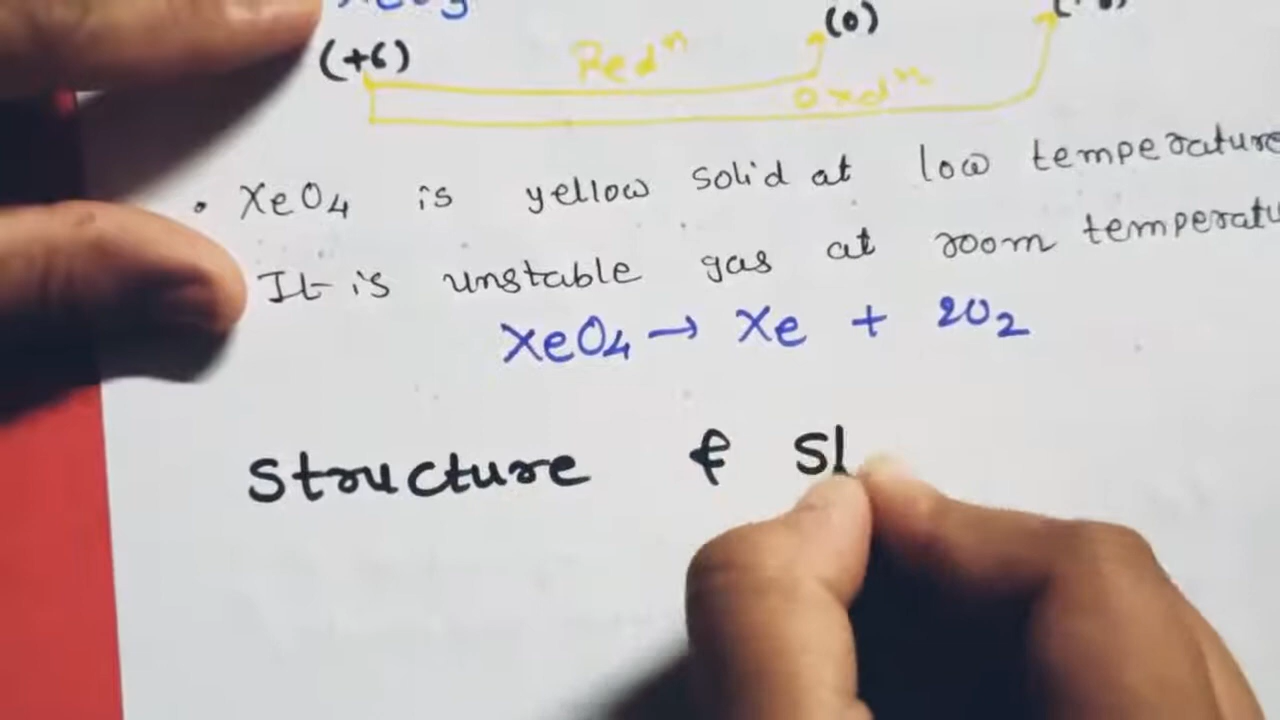 (+6) Redⁿ (0)
Oxdⁿ
• XeO4 is yellow solid at low temperature
It is unstable gas at room temperatu
XeO4 → Xe + 2O2
Structure & Sh